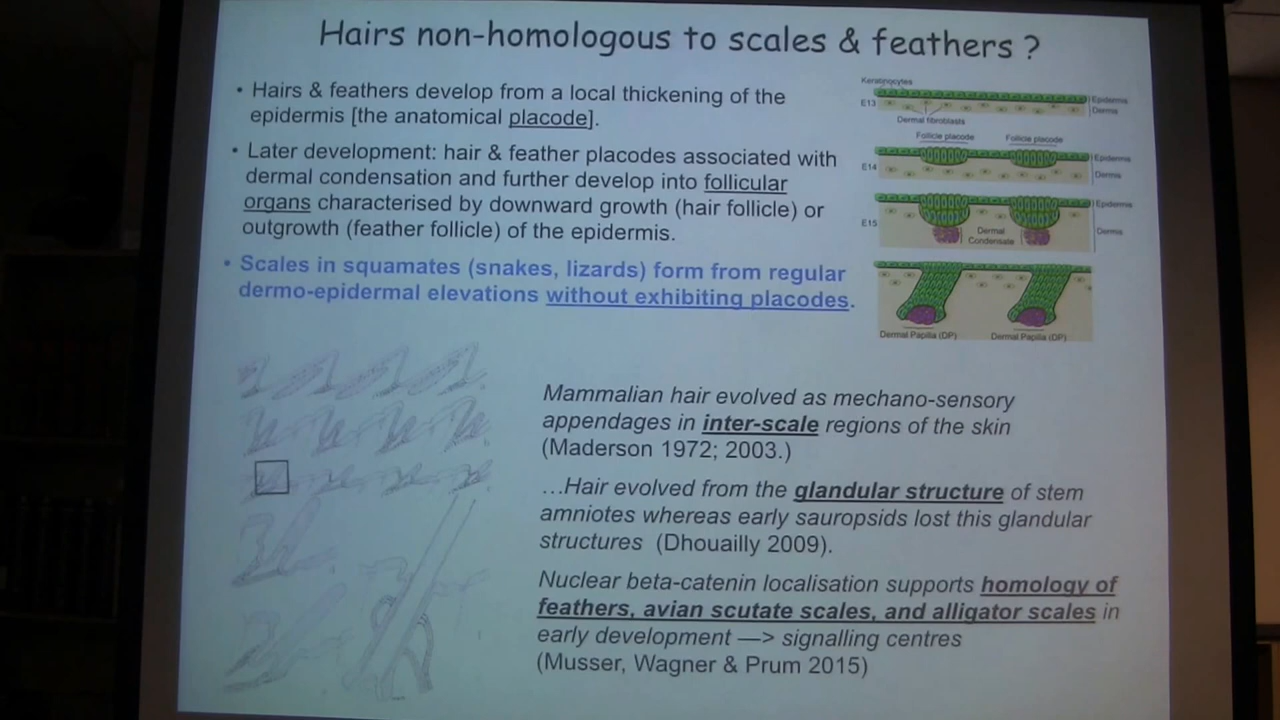 Hairs non-homologous to scales & feathers ?
• Hairs & feathers develop from a local thickening of the
epidermis [the anatomical placode].
• Later development: hair & feather placodes associated with
dermal condensation and further develop into follicular
organs characterised by downward growth (hair follicle) or
outgrowth (feather follicle) of the epidermis.
• Scales in squamates (snakes, lizards) form from regular
dermo-epidermal elevations without exhibiting placodes.
Keratinocytes
E13
Epidermis
Dermis
Dermal fibroblasts
Follicle placode
Follicle placode
E14
Epidermis
Dermis
E15
Epidermis
Dermis
Dermal
Condensate
Dermal Papilla (DP)
Dermal Papilla (DP)
Mammalian hair evolved as mechano-sensory
appendages in inter-scale regions of the skin
(Maderson 1972; 2003.)
…Hair evolved from the glandular structure of stem
amniotes whereas early sauropsids lost this glandular
structures (Dhouailly 2009).
Nuclear beta-catenin localisation supports homology of
feathers, avian scutate scales, and alligator scales in
early development —> signalling centres
(Musser, Wagner & Prum 2015)